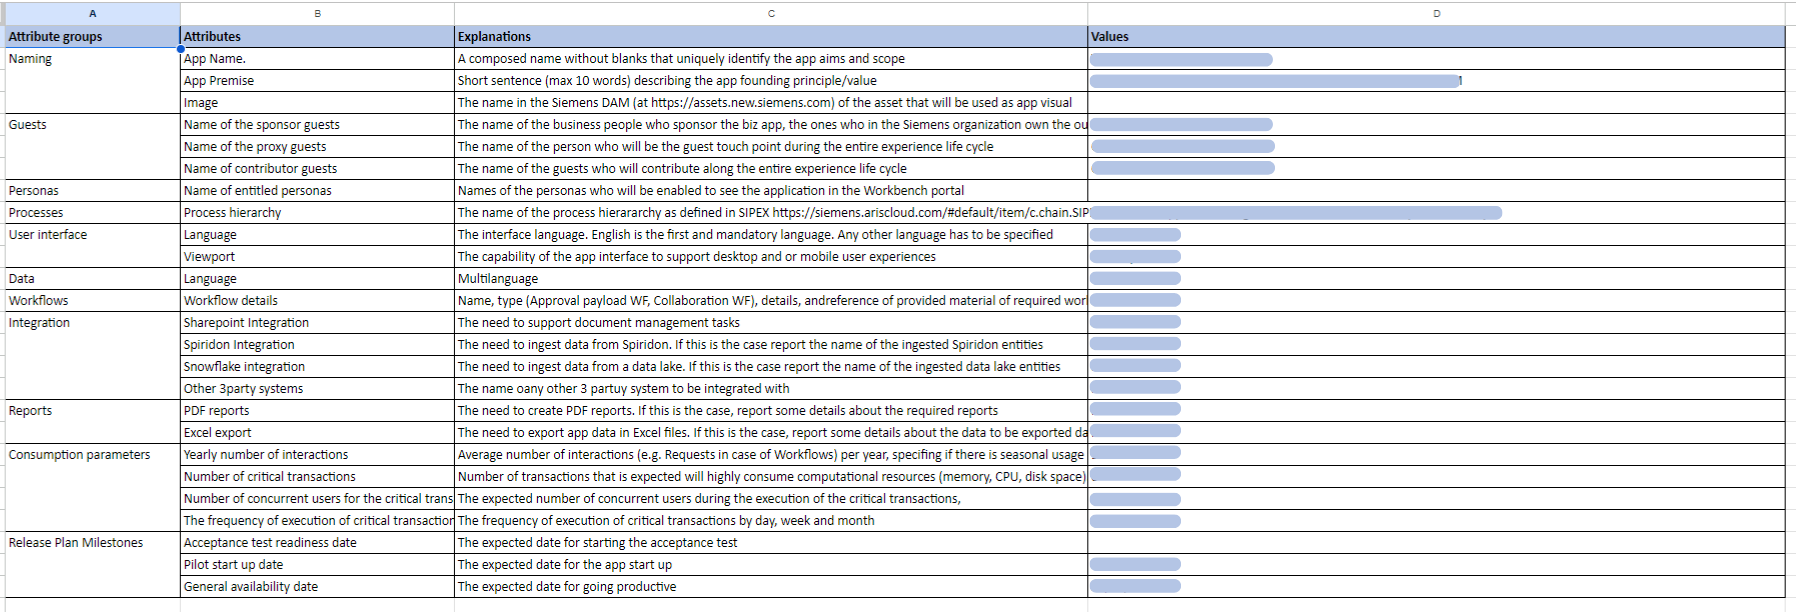 A B C D
Attribute groups Attributes Explanations Values
Naming App Name. A composed name without blanks that uniquely identify the app aims and scope
App Premise Short sentence (max 10 words) describing the app founding principle/value
Image The name in the Siemens DAM (at https://assets.new.siemens.com) of the asset that will be used as app visual
Guests Name of the sponsor guests The name of the business people who sponsor the biz app, the ones who in the Siemens organization own the ou
Name of the proxy guests The name of the person who will be the guest touch point during the entire experience life cycle
Name of contributor guests The name of the guests who will contribute along the entire experience life cycle
Personas Name of entitled personas Names of the personas who will be enabled to see the application in the Workbench portal
Processes Process hierarchy The name of the process hierararchy as defined in SIPEX https://siemens.ariscloud.com/#default/item/c.chain.SIP
User interface Language The interface language. English is the first and mandatory language. Any other language has to be specified
Viewport The capability of the app interface to support desktop and or mobile user experiences
Data Language Multilanguage
Workflows Workflow details Name, type (Approval payload WF, Collaboration WF), details, andreference of provided material of required wor
Integration Sharepoint Integration The need to support document management tasks
Spiridon Integration The need to ingest data from Spiridon. If this is the case report the name of the ingested Spiridon entities
Snowflake integration The need to ingest data from a data lake. If this is the case report the name of the ingested data lake entities
Other 3party systems The name oany other 3 partuy system to be integrated with
Reports PDF reports The need to create PDF reports. If this is the case, report some details about the required reports
Excel export The need to export app data in Excel files. If this is the case, report some details about the data to be exported da
Consumption parameters Yearly number of interactions Average number of interactions (e.g. Requests in case of Workflows) per year, specifing if there is seasonal usage
Number of critical transactions Number of transactions that is expected will highly consume computational resources (memory, CPU, disk space)
Number of concurrent users for the critical trans The expected number of concurrent users during the execution of the critical transactions,
The frequency of execution of critical transaction The frequency of execution of critical transactions by day, week and month
Release Plan Milestones Acceptance test readiness date The expected date for starting the acceptance test
Pilot start up date The expected date for the app start up
General availability date The expected date for going productive